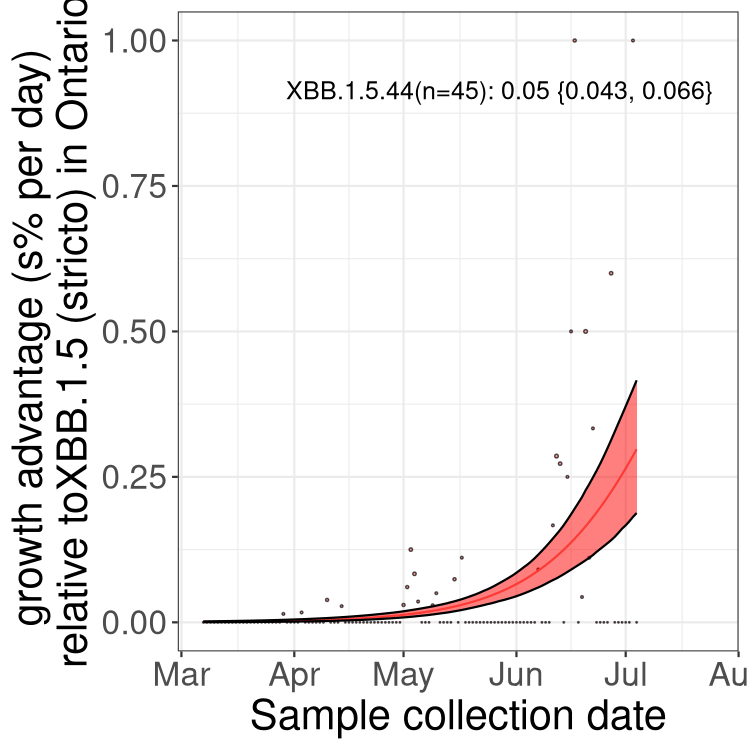 growth advantage (s% per day)
relative toXBB.1.5 (stricto) in Ontario
1.00
XBB.1.5.44(n=45): 0.05 {0.043, 0.066}
0.75
0.50
0.25
0.00
Mar Apr May Jun Jul Au
Sample collection date